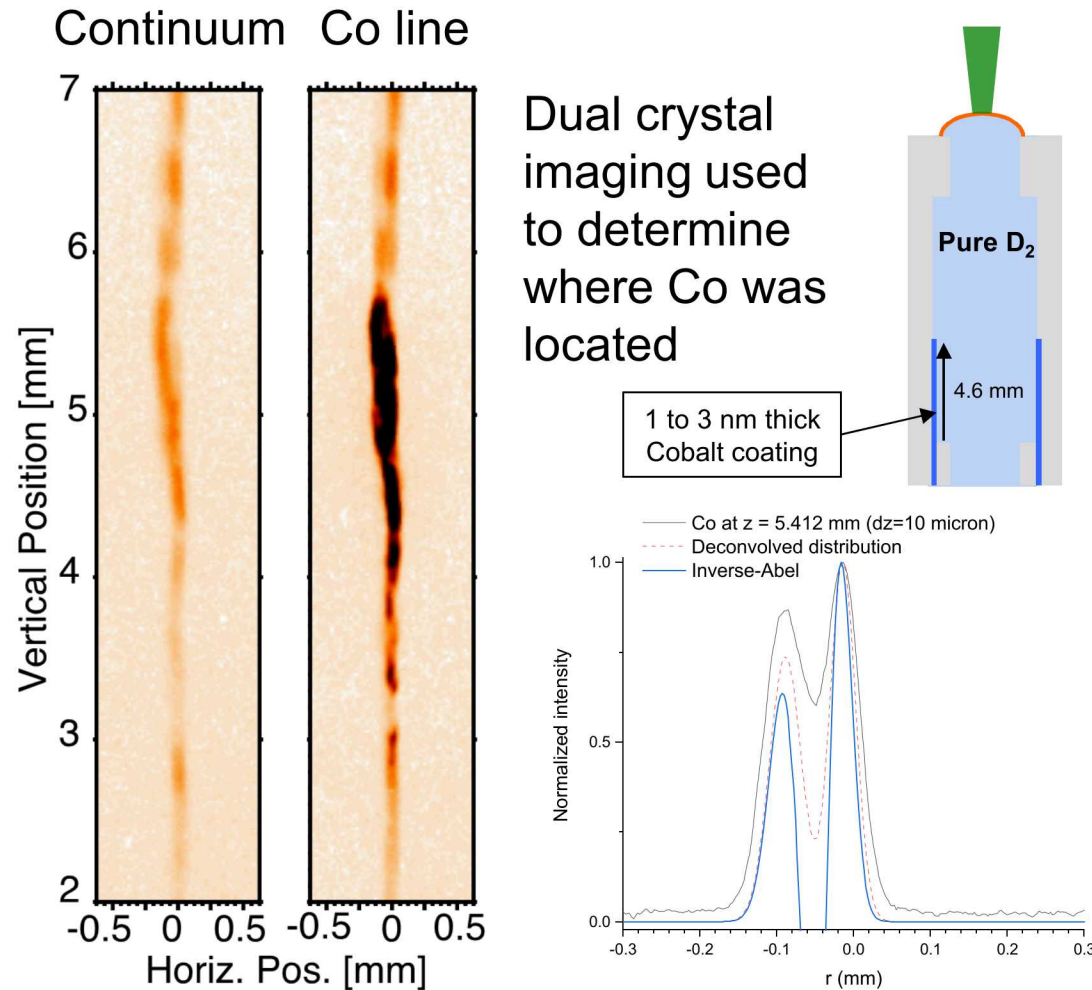 Continuum Co line
Vertical Position [mm]
7
6
5
4
3
2
-0.5 0 0.5
-0.5 0 0.5
Horiz. Pos. [mm]
Dual crystal
imaging used
to determine
where Co was
located
Pure D₂
4.6 mm
1 to 3 nm thick
Cobalt coating
Co at z = 5.412 mm (dz=10 micron)
Deconvolved distribution
Inverse-Abel
Normalized intensity
1.0
0.5
0.0
-0.3 -0.2 -0.1 0.0 0.1 0.2 0.3
r (mm)